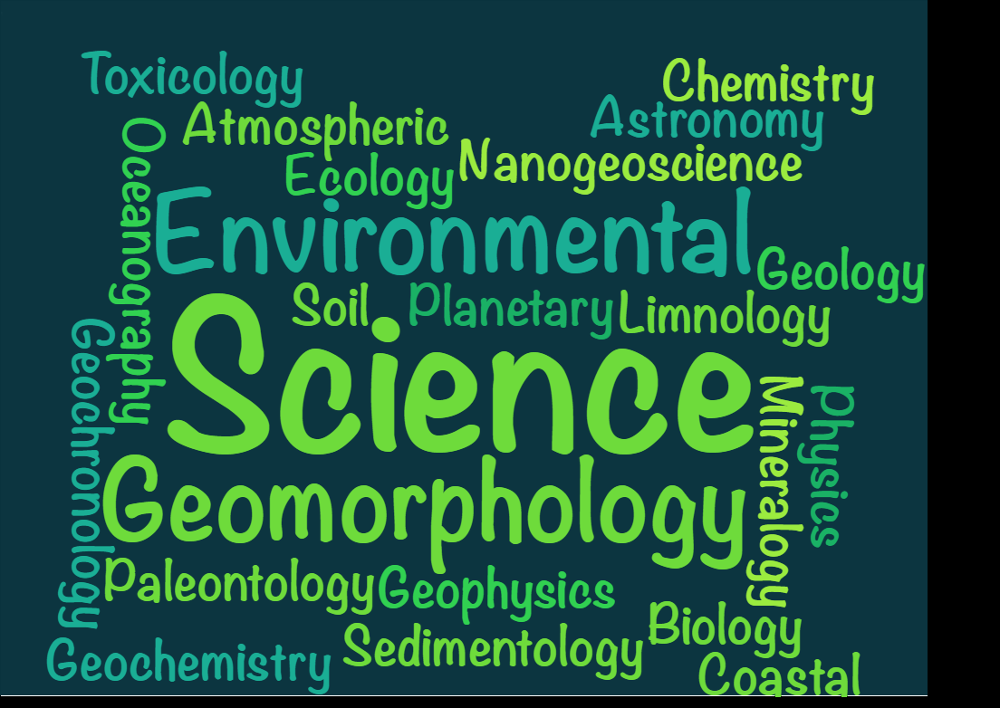 Toxicology
Chemistry
Atmospheric
Astronomy
Oceanography
Ecology
Nanogeoscience
Environmental
Geology
Soil
Planetary
Limnology
Geochronology
Science
Mineralogy
Physics
Geomorphology
Paleontology
Geophysics
Biology
Sedimentology
Geochemistry
Coastal